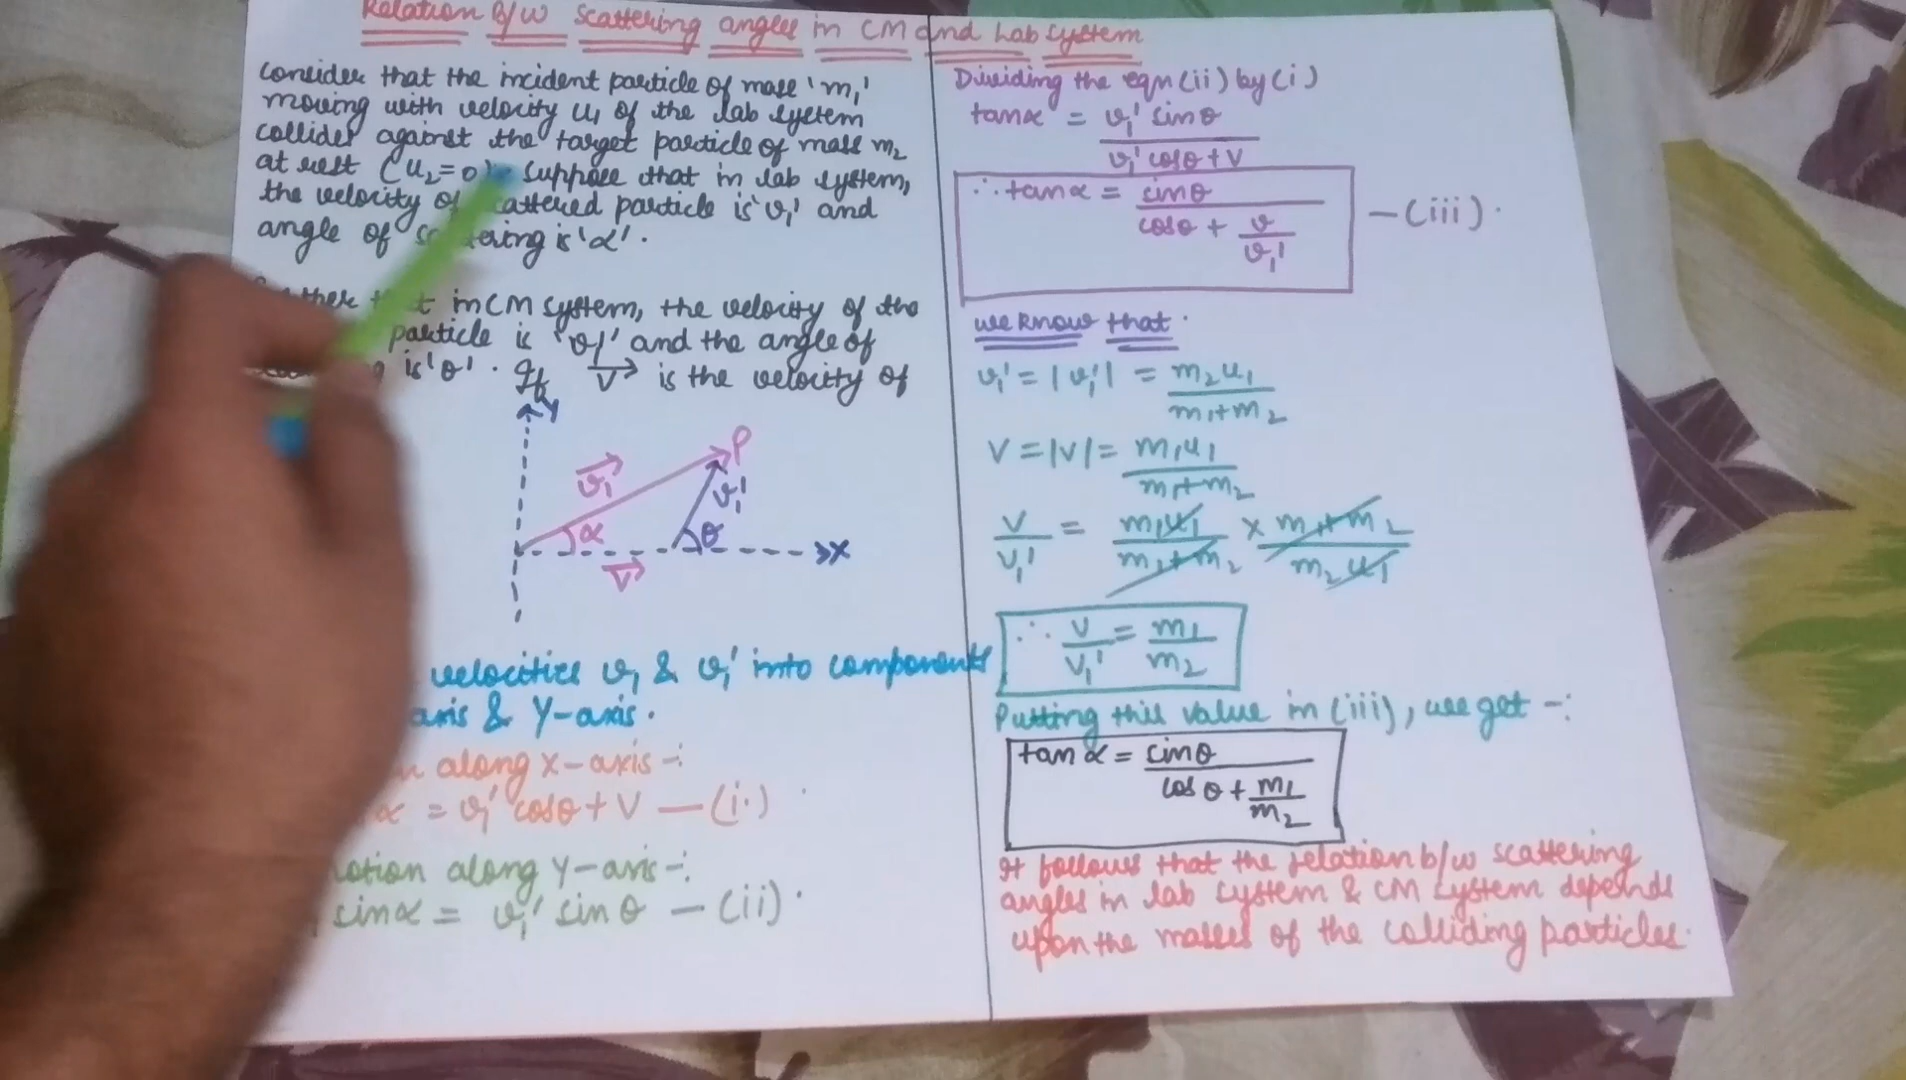 Relation b/w scattering angles in CM and Lab system
Consider that the incident particle of mass 'm₁'
moving with velocity u₁ of the lab system
collides against the target particle of mass m₂
at rest (u₂=0). Suppose that in lab system,
the velocity of scattered particle is 'v₁' and
angle of scattering is 'α'.
that in CM system, the velocity of the
particle is 'v₁'' and the angle of
is 'θ'. If V→ is the velocity of
Y
P
v₁→
v₁'
α
θ
V→
X
velocities v₁ & v₁' into components
axis & Y-axis.
along X-axis -:
α = v₁' cosθ + V — (i.)
motion along Y-axis -:
sinα = v₁' sinθ — (ii).
Dividing the eqn (ii) by (i)
tanα = v₁' sinθ
v₁' cosθ + V
∴ tanα = sinθ
cosθ + v/v₁' — (iii).
we know that.
v₁' = |v₁'| = m₂u₁
m₁+m₂
V = |V| = m₁u₁
m₁+m₂
V/v₁' = m₁u₁/m₁+m₂ × m₁+m₂/m₂u₁
∴ V/v₁' = m₁/m₂
Putting this value in (iii), we get -:
tan α = sinθ
cos θ + m₁/m₂
It follows that the relation b/w scattering
angles in lab system & CM system depends
upon the masses of the colliding particles.